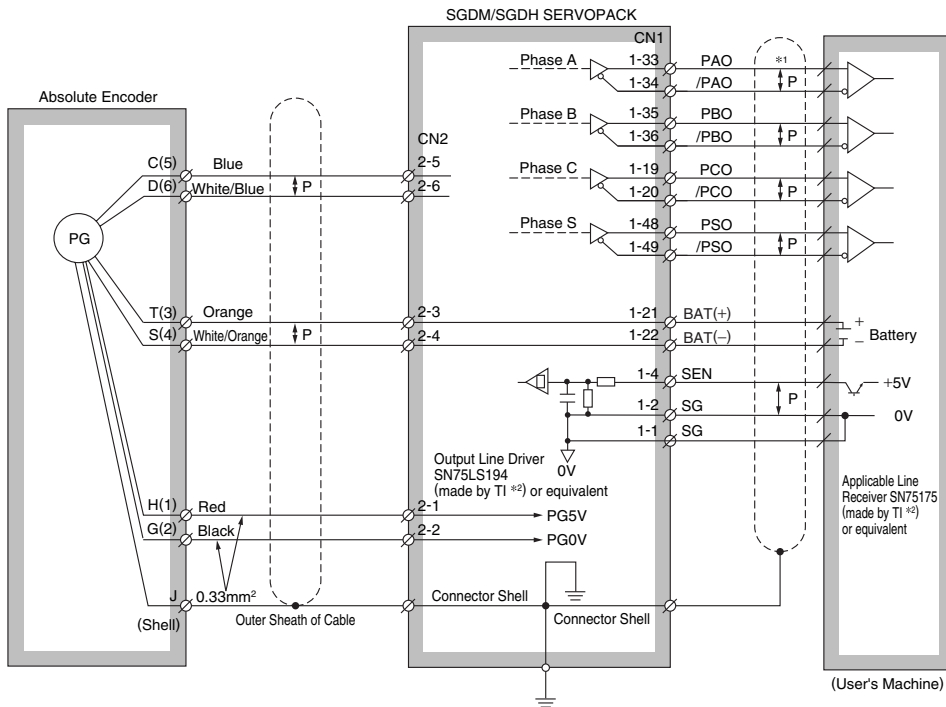 SGDM/SGDH SERVOPACK
Absolute Encoder
CN1
Phase A
1-33
PAO
*1
1-34
/PAO
P
Phase B
1-35
PBO
1-36
/PBO
P
CN2
C(5)
Blue
2-5
D(6)
White/Blue
P
2-6
Phase C
1-19
PCO
1-20
/PCO
P
PG
Phase S
1-48
PSO
1-49
/PSO
P
T(3)
Orange
2-3
1-21
BAT(+)
S(4)
White/Orange
P
2-4
1-22
BAT(−)
+
−
Battery
1-4
SEN
+5V
P
1-2
SG
0V
1-1
SG
0V
Output Line Driver
SN75LS194
(made by TI *2) or equivalent
Applicable Line
Receiver SN75175
(made by TI *2)
or equivalent
H(1)
Red
2-1
PG5V
G(2)
Black
2-2
PG0V
J
0.33mm2
(Shell)
Outer Sheath of Cable
Connector Shell
Connector Shell
(User's Machine)